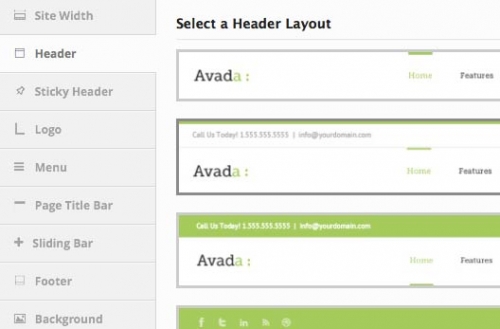 Site Width
Header
Sticky Header
Logo
Menu
Page Title Bar
Sliding Bar
Footer
Background
Select a Header Layout
Avada :
Home Features
Call Us Today! 1.555.555.5555 | info@yourdomain.com
Avada :
Home Features
Call Us Today! 1.555.555.5555 | info@yourdomain.com
Avada :
Home Features